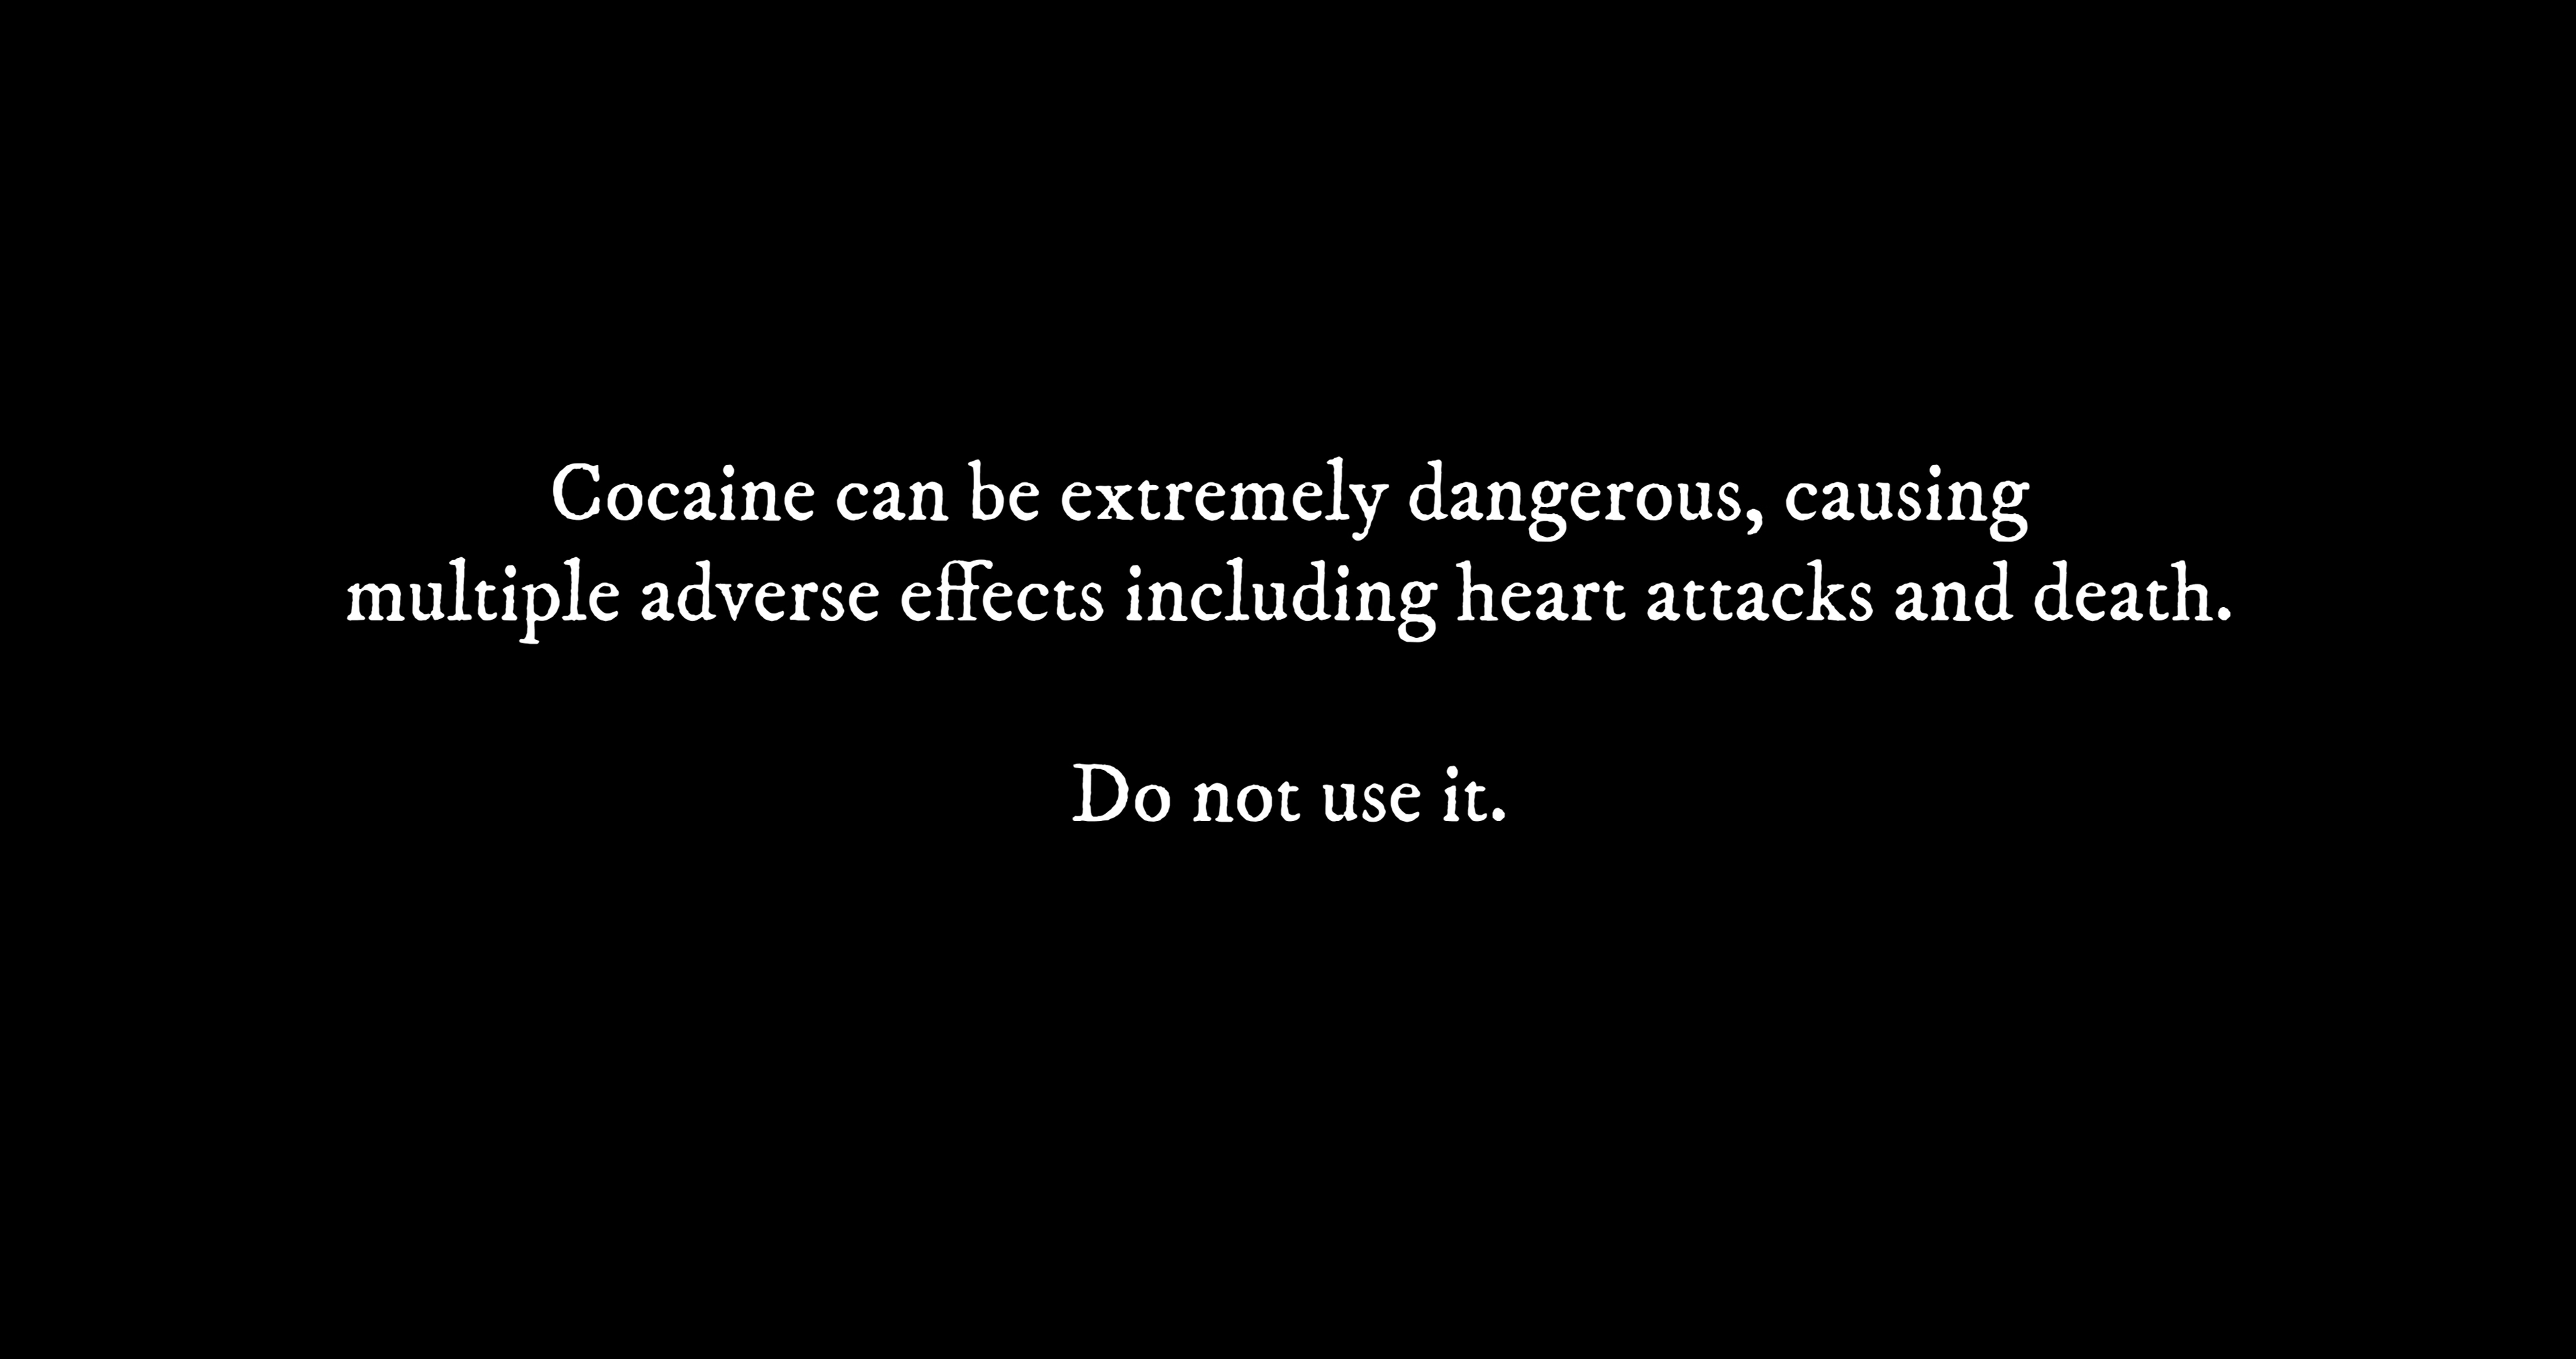 Cocaine can be extremely dangerous, causing
multiple adverse effects including heart attacks and death.
Do not use it.